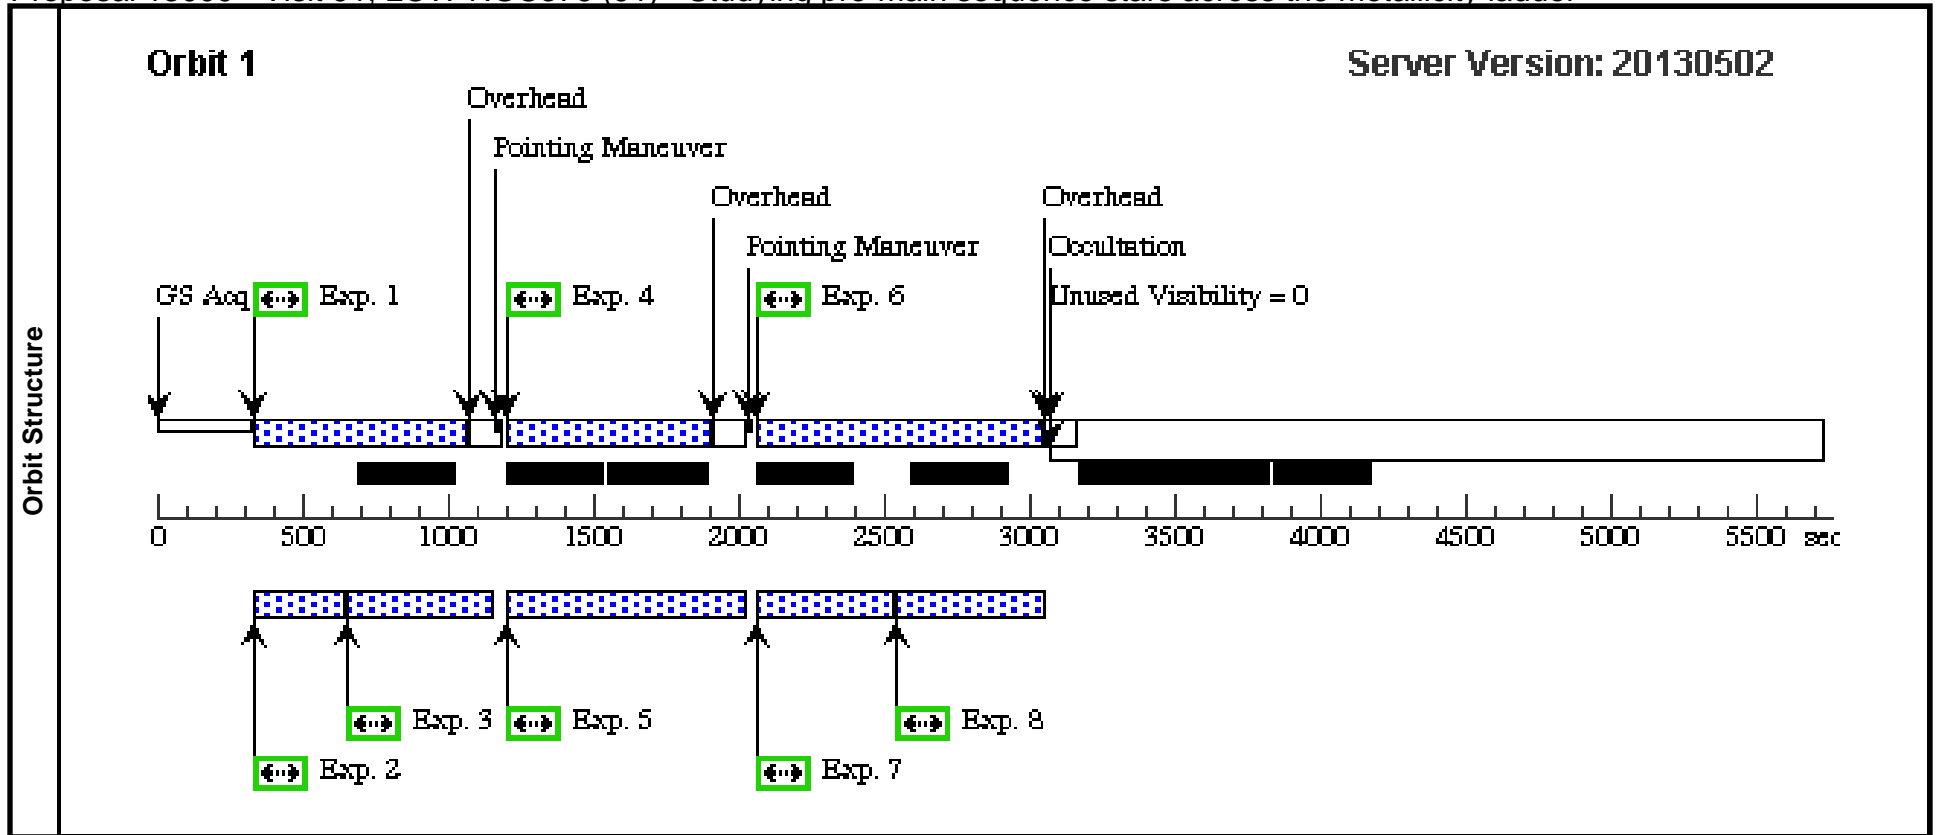 Orbit 1
Server Version: 20130502
Overhead
Pointing Maneuver
Overhead
Overhead
Pointing Maneuver
Occultation
GS Acq
Exp. 1
Exp. 4
Exp. 6
Unused Visibility = 0
Orbit Structure
0 500 1000 1500 2000 2500 3000 3500 4000 4500 5000 5500 sec
Exp. 3
Exp. 5
Exp. 8
Exp. 2
Exp. 7